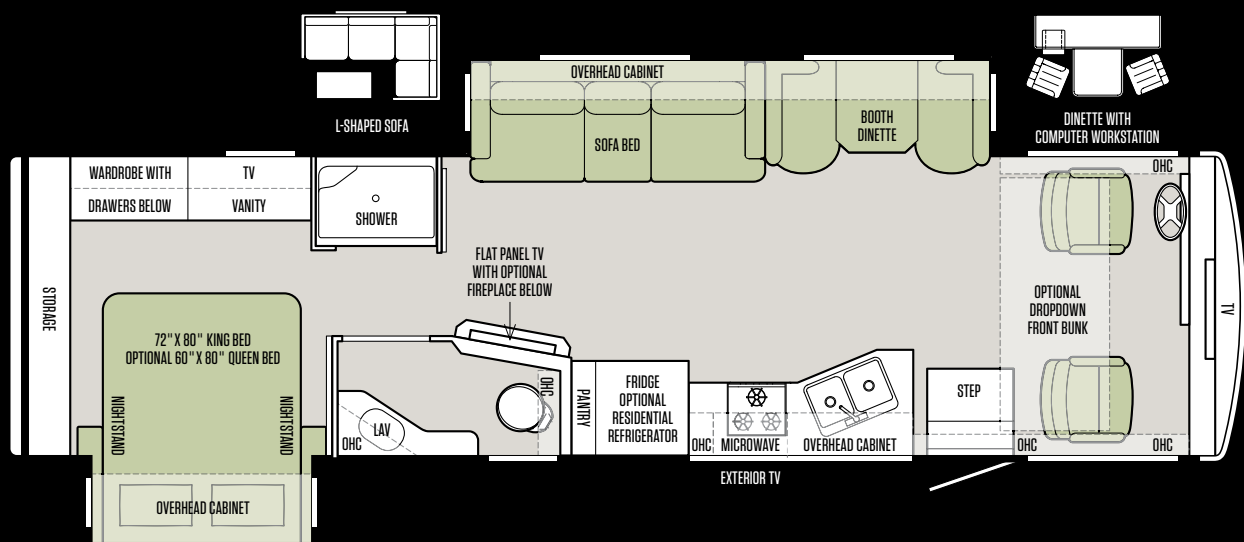 L-SHAPED SOFA
OVERHEAD CABINET
SOFA BED
BOOTH
DINETTE
DINETTE WITH
COMPUTER WORKSTATION
WARDROBE WITH
DRAWERS BELOW
TV
VANITY
SHOWER
OHC
FLAT PANEL TV
WITH OPTIONAL
FIREPLACE BELOW
STORAGE
72" X 80" KING BED
OPTIONAL 60" X 80" QUEEN BED
NIGHTSTAND
NIGHTSTAND
OVERHEAD CABINET
OHC
LAV
OHC
PANTRY
FRIDGE
OPTIONAL
RESIDENTIAL
REFRIGERATOR
OHC
MICROWAVE
OVERHEAD CABINET
EXTERIOR TV
STEP
OHC
OPTIONAL
DROPDOWN
FRONT BUNK
OHC
TV